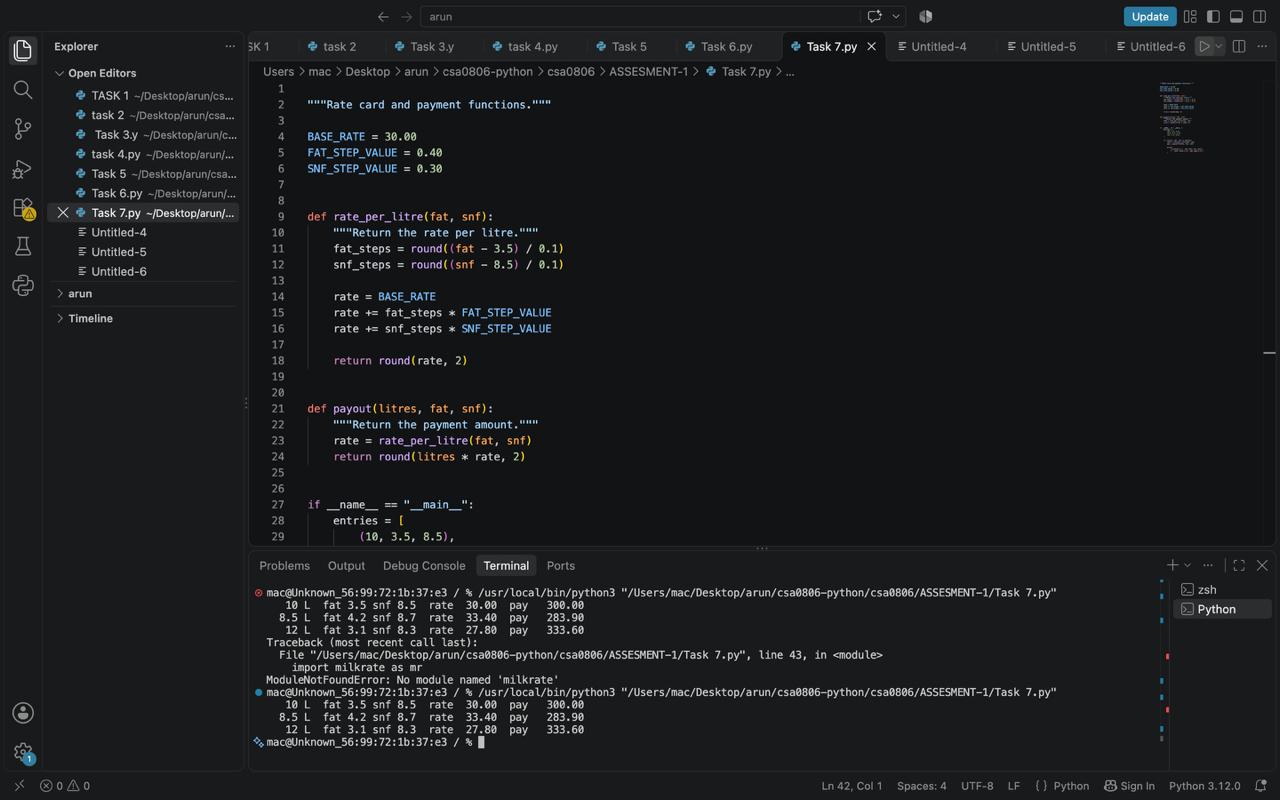 arun
Update
Explorer
SK 1
task 2
Task 3.y
task 4.py
Task 5
Task 6.py
Task 7.py
Untitled-4
Untitled-5
Untitled-6
Users > mac > Desktop > arun > csa0806-python > csa0806 > ASSESMENT-1 > Task 7.py > ...
Open Editors
TASK 1 ~/Desktop/arun/cs...
task 2 ~/Desktop/arun/csa...
Task 3.y ~/Desktop/arun/c...
task 4.py ~/Desktop/arun/c...
Task 5 ~/Desktop/arun/csa...
Task 6.py ~/Desktop/arun/...
Task 7.py ~/Desktop/arun/...
Untitled-4
Untitled-5
Untitled-6
arun
Timeline
1
2 """Rate card and payment functions."""
3
4 BASE_RATE = 30.00
5 FAT_STEP_VALUE = 0.40
6 SNF_STEP_VALUE = 0.30
7
8
9 def rate_per_litre(fat, snf):
10 """Return the rate per litre."""
11 fat_steps = round((fat - 3.5) / 0.1)
12 snf_steps = round((snf - 8.5) / 0.1)
13
14 rate = BASE_RATE
15 rate += fat_steps * FAT_STEP_VALUE
16 rate += snf_steps * SNF_STEP_VALUE
17
18 return round(rate, 2)
19
20
21 def payout(litres, fat, snf):
22 """Return the payment amount."""
23 rate = rate_per_litre(fat, snf)
24 return round(litres * rate, 2)
25
26
27 if __name__ == "__main__":
28 entries = [
29 (10, 3.5, 8.5),
Problems
Output
Debug Console
Terminal
Ports
mac@Unknown_56:99:72:1b:37:e3 / % /usr/local/bin/python3 "/Users/mac/Desktop/arun/csa0806-python/csa0806/ASSESMENT-1/Task 7.py"
10 L fat 3.5 snf 8.5 rate 30.00 pay 300.00
8.5 L fat 4.2 snf 8.7 rate 33.40 pay 283.90
12 L fat 3.1 snf 8.3 rate 27.80 pay 333.60
Traceback (most recent call last):
File "/Users/mac/Desktop/arun/csa0806-python/csa0806/ASSESMENT-1/Task 7.py", line 43, in <module>
import milkrate as mr
ModuleNotFoundError: No module named 'milkrate'
mac@Unknown_56:99:72:1b:37:e3 / % /usr/local/bin/python3 "/Users/mac/Desktop/arun/csa0806-python/csa0806/ASSESMENT-1/Task 7.py"
10 L fat 3.5 snf 8.5 rate 30.00 pay 300.00
8.5 L fat 4.2 snf 8.7 rate 33.40 pay 283.90
12 L fat 3.1 snf 8.3 rate 27.80 pay 333.60
mac@Unknown_56:99:72:1b:37:e3 / %
zsh
Python
1
0 0
Ln 42, Col 1
Spaces: 4
UTF-8
LF
{ } Python
Sign In
Python 3.12.0